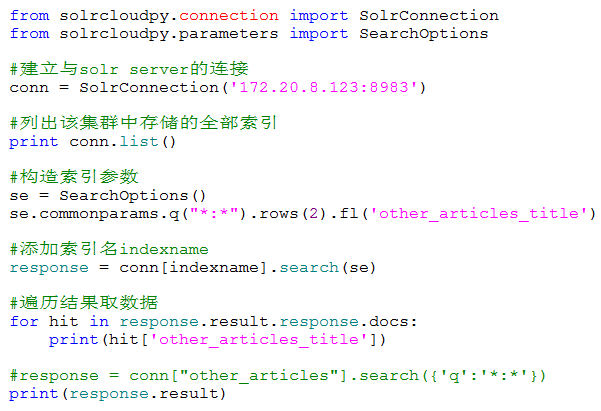 from solrcloudpy.connection import SolrConnection
from solrcloudpy.parameters import SearchOptions
#建立与solr server的连接
conn = SolrConnection('172.20.8.123:8983')
#列出该集群中存储的全部索引
print conn.list()
#构造索引参数
se = SearchOptions()
se.commonparams.q("*:*").rows(2).fl('other_articles_title')
#添加索引名indexname
response = conn[indexname].search(se)
#遍历结果取数据
for hit in response.result.response.docs:
    print(hit['other_articles_title'])
#response = conn["other_articles"].search({'q':'*:*'})
print(response.result)